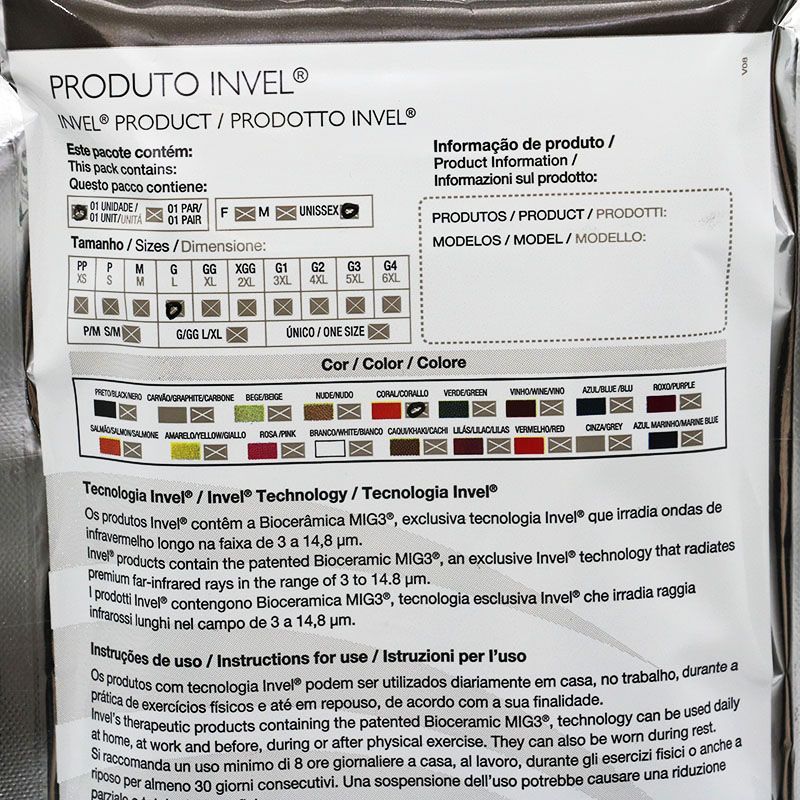 V08
PRODUTO INVEL®
INVEL® PRODUCT / PRODOTTO INVEL®
Este pacote contém:
This pack contains:
Questo pacco contiene:
01 UNIDADE / 01 PAR/
01 UNIT/UNITÁ 01 PAIR
F M UNISSEX
Informação de produto /
Product Information /
Informazioni sul prodotto:
PRODUTOS / PRODUCT / PRODOTTI:
MODELOS / MODEL / MODELLO:
Tamanho / Sizes / Dimensione:
PP P M G GG XGG G1 G2 G3 G4
XS S M L XL 2XL 3XL 4XL 5XL 6XL
P/M S/M G/GG L/XL ÚNICO / ONE SIZE
Cor / Color / Colore
PRETO/BLACK/NERO CARVÃO/GRAPHITE/CARBONE BEGE/BEIGE NUDE/NUDO CORAL/CORALLO VERDE/GREEN VINHO/WINE/VINO AZUL/BLUE /BLU ROXO/PURPLE
SALMÃO/SALMON/SALMONE AMARELO/YELLOW/GIALLO ROSA /PINK BRANCO/WHITE/BIANCO CAQUI/KHAKI/CACHI LILÁS/LILAC/LILAS VERMELHO/RED CINZA/GREY AZUL MARINHO/MARINE BLUE
Tecnologia Invel® / Invel® Technology / Tecnologia Invel®
Os produtos Invel® contêm a Biocerâmica MIG3®, exclusiva tecnologia Invel® que irradia ondas de
infravermelho longo na faixa de 3 a 14,8 µm.
Invel® products contain the patented Bioceramic MIG3®, an exclusive Invel® technology that radiates
premium far-infrared rays in the range of 3 to 14.8 µm.
I prodotti Invel® contengono Bioceramica MIG3®, tecnologia esclusiva Invel® che irradia raggia
infrarossi lunghi nel campo de 3 a 14,8 µm.
Instruções de uso / Instructions for use / Istruzioni per l'uso
Os produtos com tecnologia Invel® podem ser utilizados diariamente em casa, no trabalho, durante a
prática de exercícios físicos e até em repouso, de acordo com a sua finalidade.
Invel's therapeutic products containing the patented Bioceramic MIG3®, technology can be used daily
at home, at work and before, during or after physical exercise. They can also be worn during rest.
Si raccomanda un uso minimo di 8 ore giornaliere a casa, al lavoro, durante gli esercizi fisici o anche a
riposo per almeno 30 giorni consecutivi. Una sospensione dell'uso potrebbe causare una riduzione